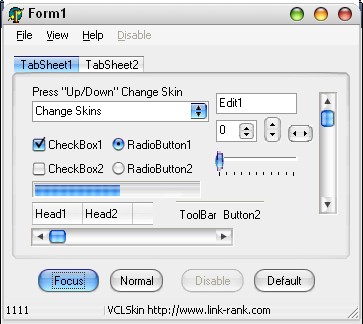 Form1
File View Help Disable
TabSheet1 TabSheet2
Press "Up/Down" Change Skin
Change Skins
Edit1
0
CheckBox1 RadioButton1
CheckBox2 RadioButton2
Head1 Head2
ToolBar Button2
Focus Normal Disable Default
1111 VCLSkin http://www.link-rank.com